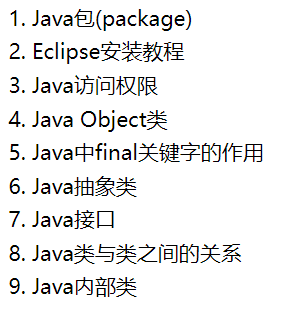 1. Java包(package)
2. Eclipse安装教程
3. Java访问权限
4. Java Object类
5. Java中final关键字的作用
6. Java抽象类
7. Java接口
8. Java类与类之间的关系
9. Java内部类